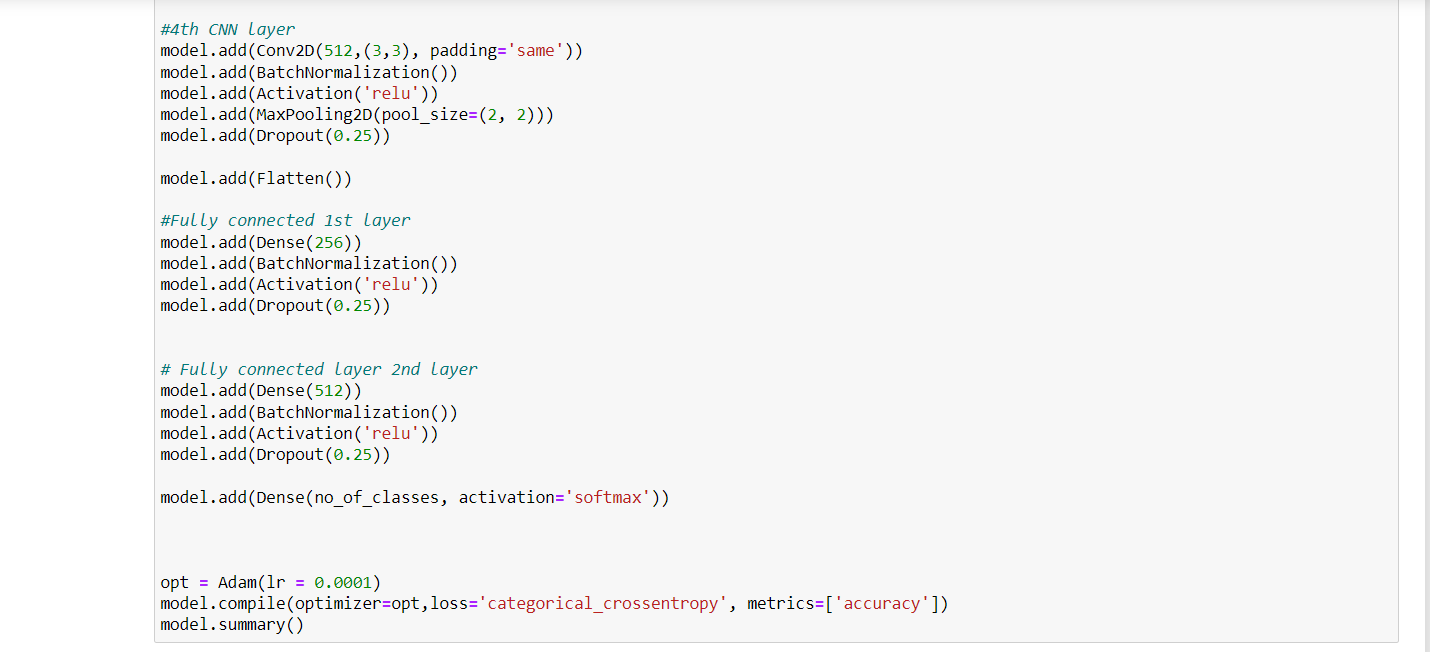 #4th CNN layer
model.add(Conv2D(512,(3,3), padding='same'))
model.add(BatchNormalization())
model.add(Activation('relu'))
model.add(MaxPooling2D(pool_size=(2, 2)))
model.add(Dropout(0.25))
model.add(Flatten())
#Fully connected 1st layer
model.add(Dense(256))
model.add(BatchNormalization())
model.add(Activation('relu'))
model.add(Dropout(0.25))
# Fully connected layer 2nd layer
model.add(Dense(512))
model.add(BatchNormalization())
model.add(Activation('relu'))
model.add(Dropout(0.25))
model.add(Dense(no_of_classes, activation='softmax'))
opt = Adam(lr = 0.0001)
model.compile(optimizer=opt,loss='categorical_crossentropy', metrics=['accuracy'])
model.summary()